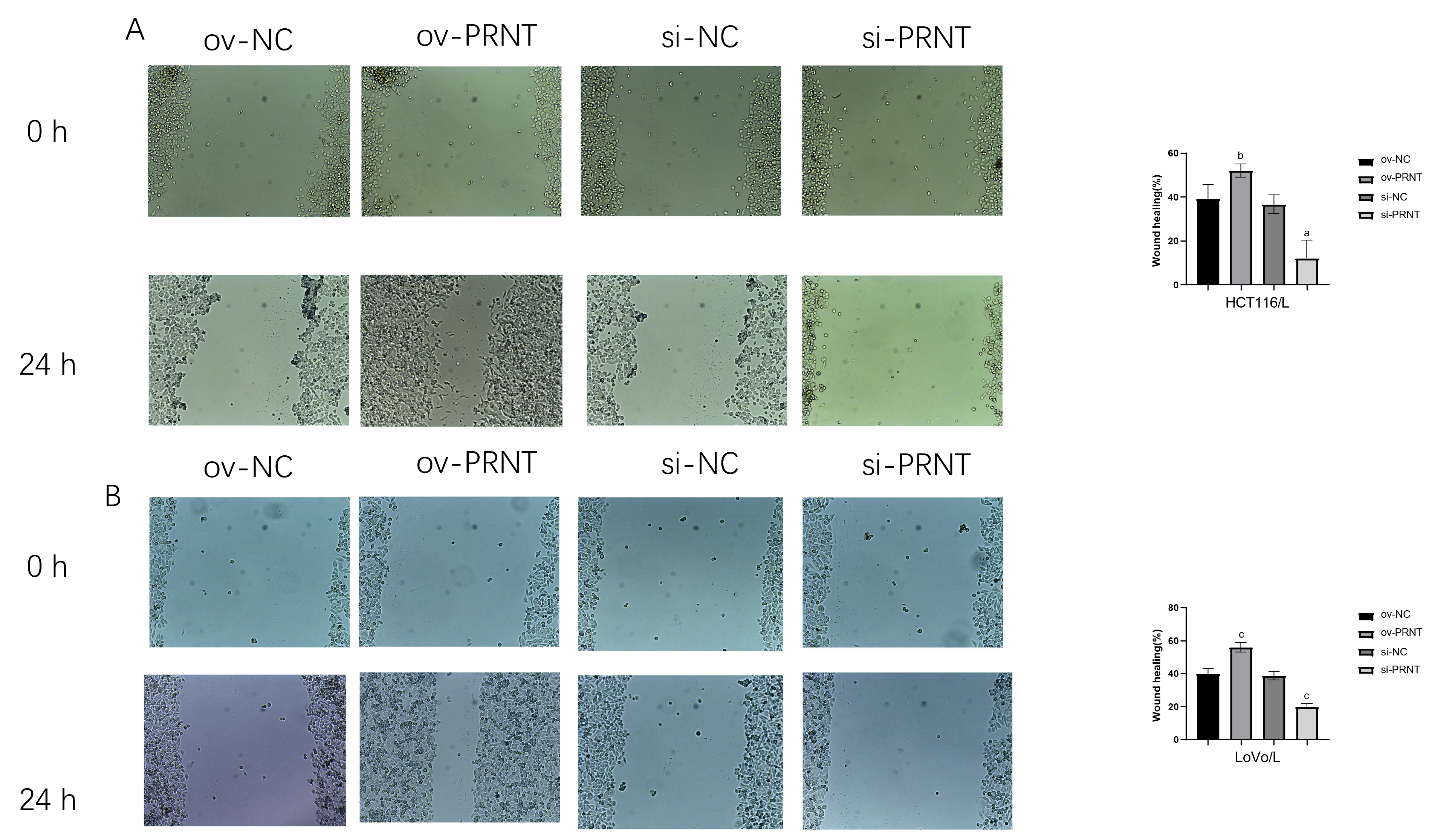 A
ov-NC
ov-PRNT
si-NC
si-PRNT
0 h
24 h
60
40
20
0
Wound healing(%)
b
a
HCT116/L
ov-NC
ov-PRNT
si-NC
si-PRNT
B
ov-NC
ov-PRNT
si-NC
si-PRNT
0 h
24 h
80
60
40
20
0
Wound healing(%)
c
c
LoVo/L
ov-NC
ov-PRNT
si-NC
si-PRNT